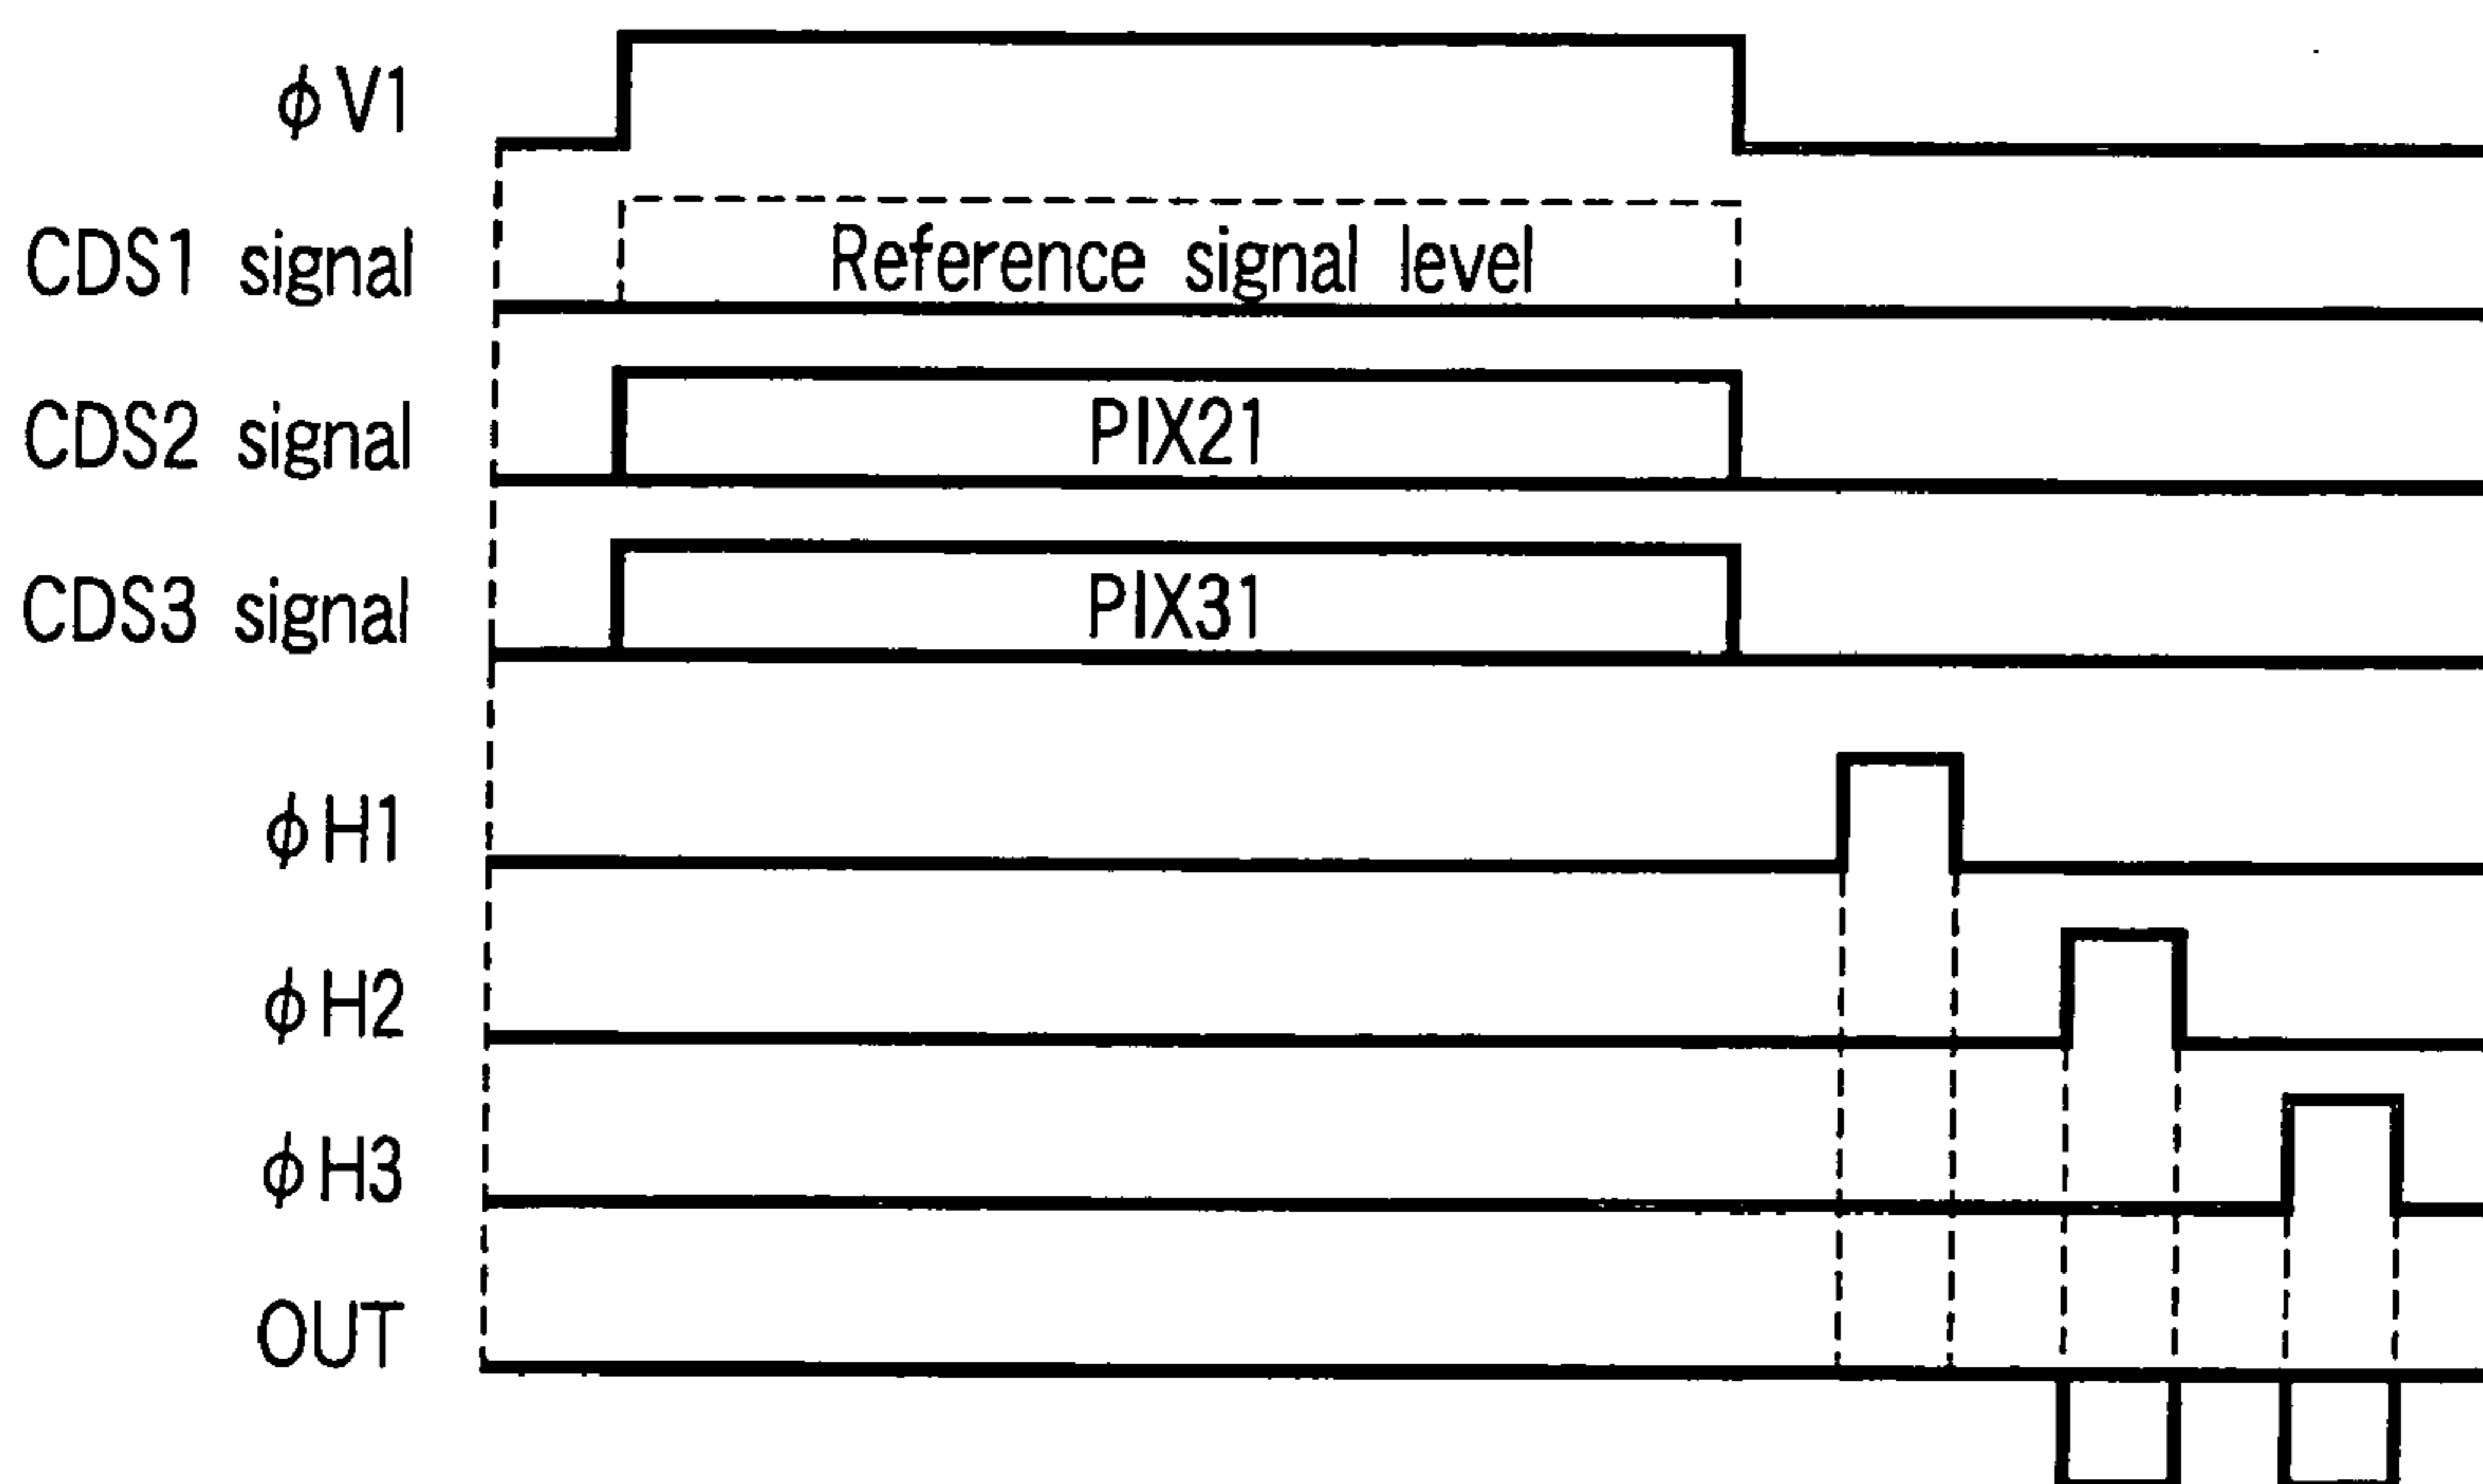 φV1
CDS1 signal
Reference signal level
CDS2 signal
PIX21
CDS3 signal
PIX31
φH1
φH2
φH3
OUT